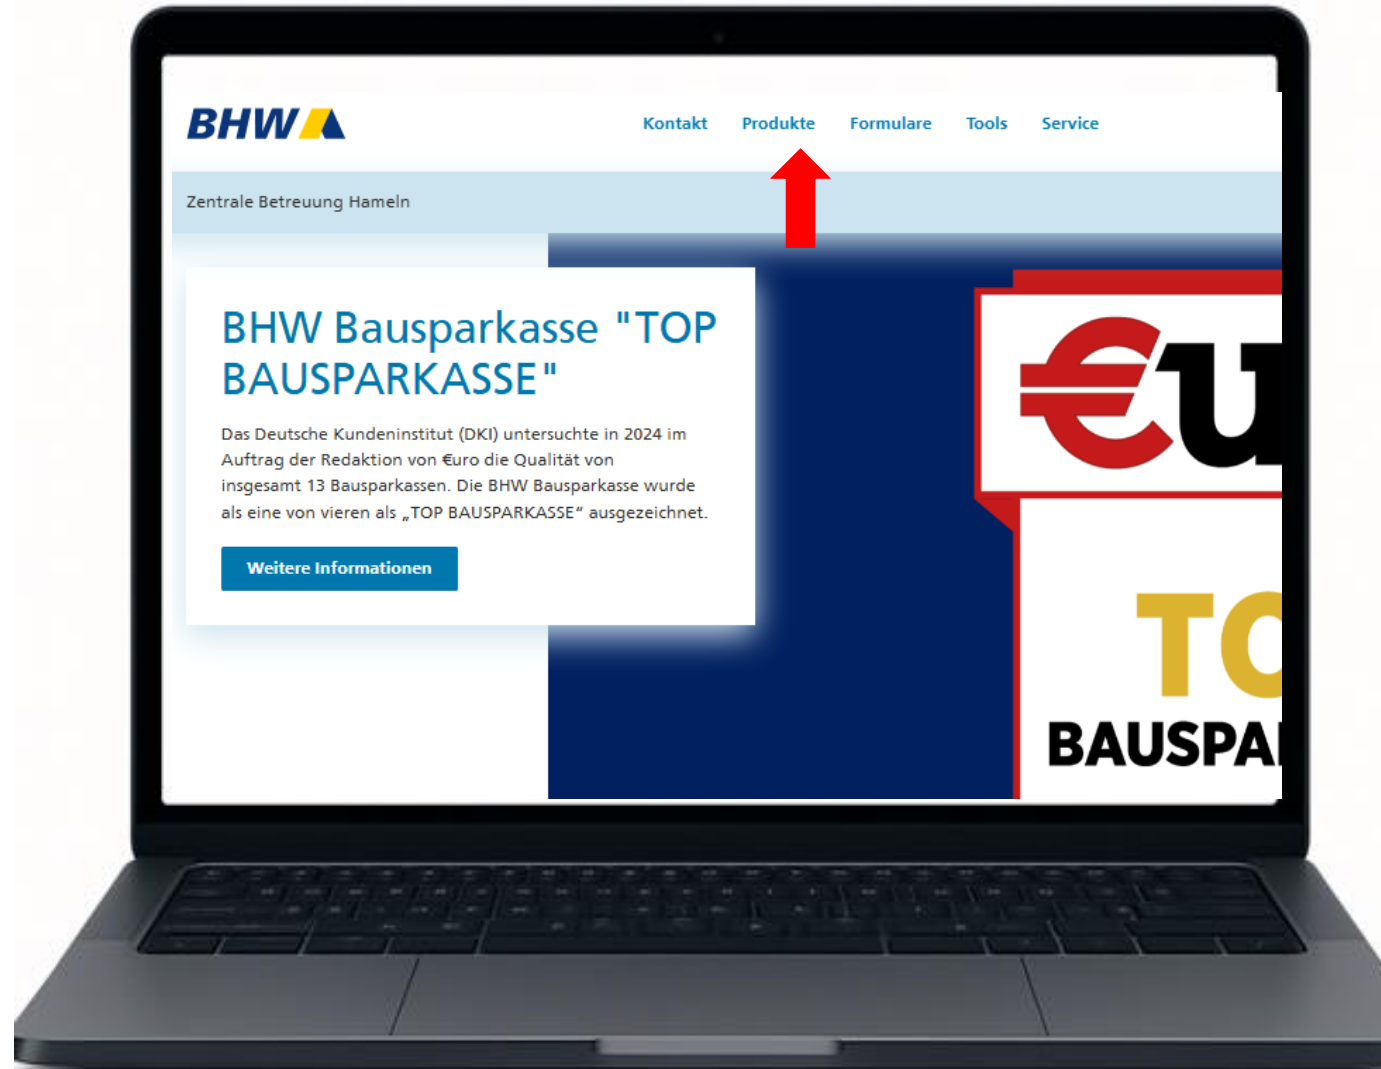 BHW
Kontakt Produkte Formulare Tools Service
Zentrale Betreuung Hameln
BHW Bausparkasse "TOP
BAUSPARKASSE"
Das Deutsche Kundeninstitut (DKI) untersuchte in 2024 im
Auftrag der Redaktion von €uro die Qualität von
insgesamt 13 Bausparkassen. Die BHW Bausparkasse wurde
als eine von vieren als „TOP BAUSPARKASSE“ ausgezeichnet.
Weitere Informationen
€u
TO
BAUSPA